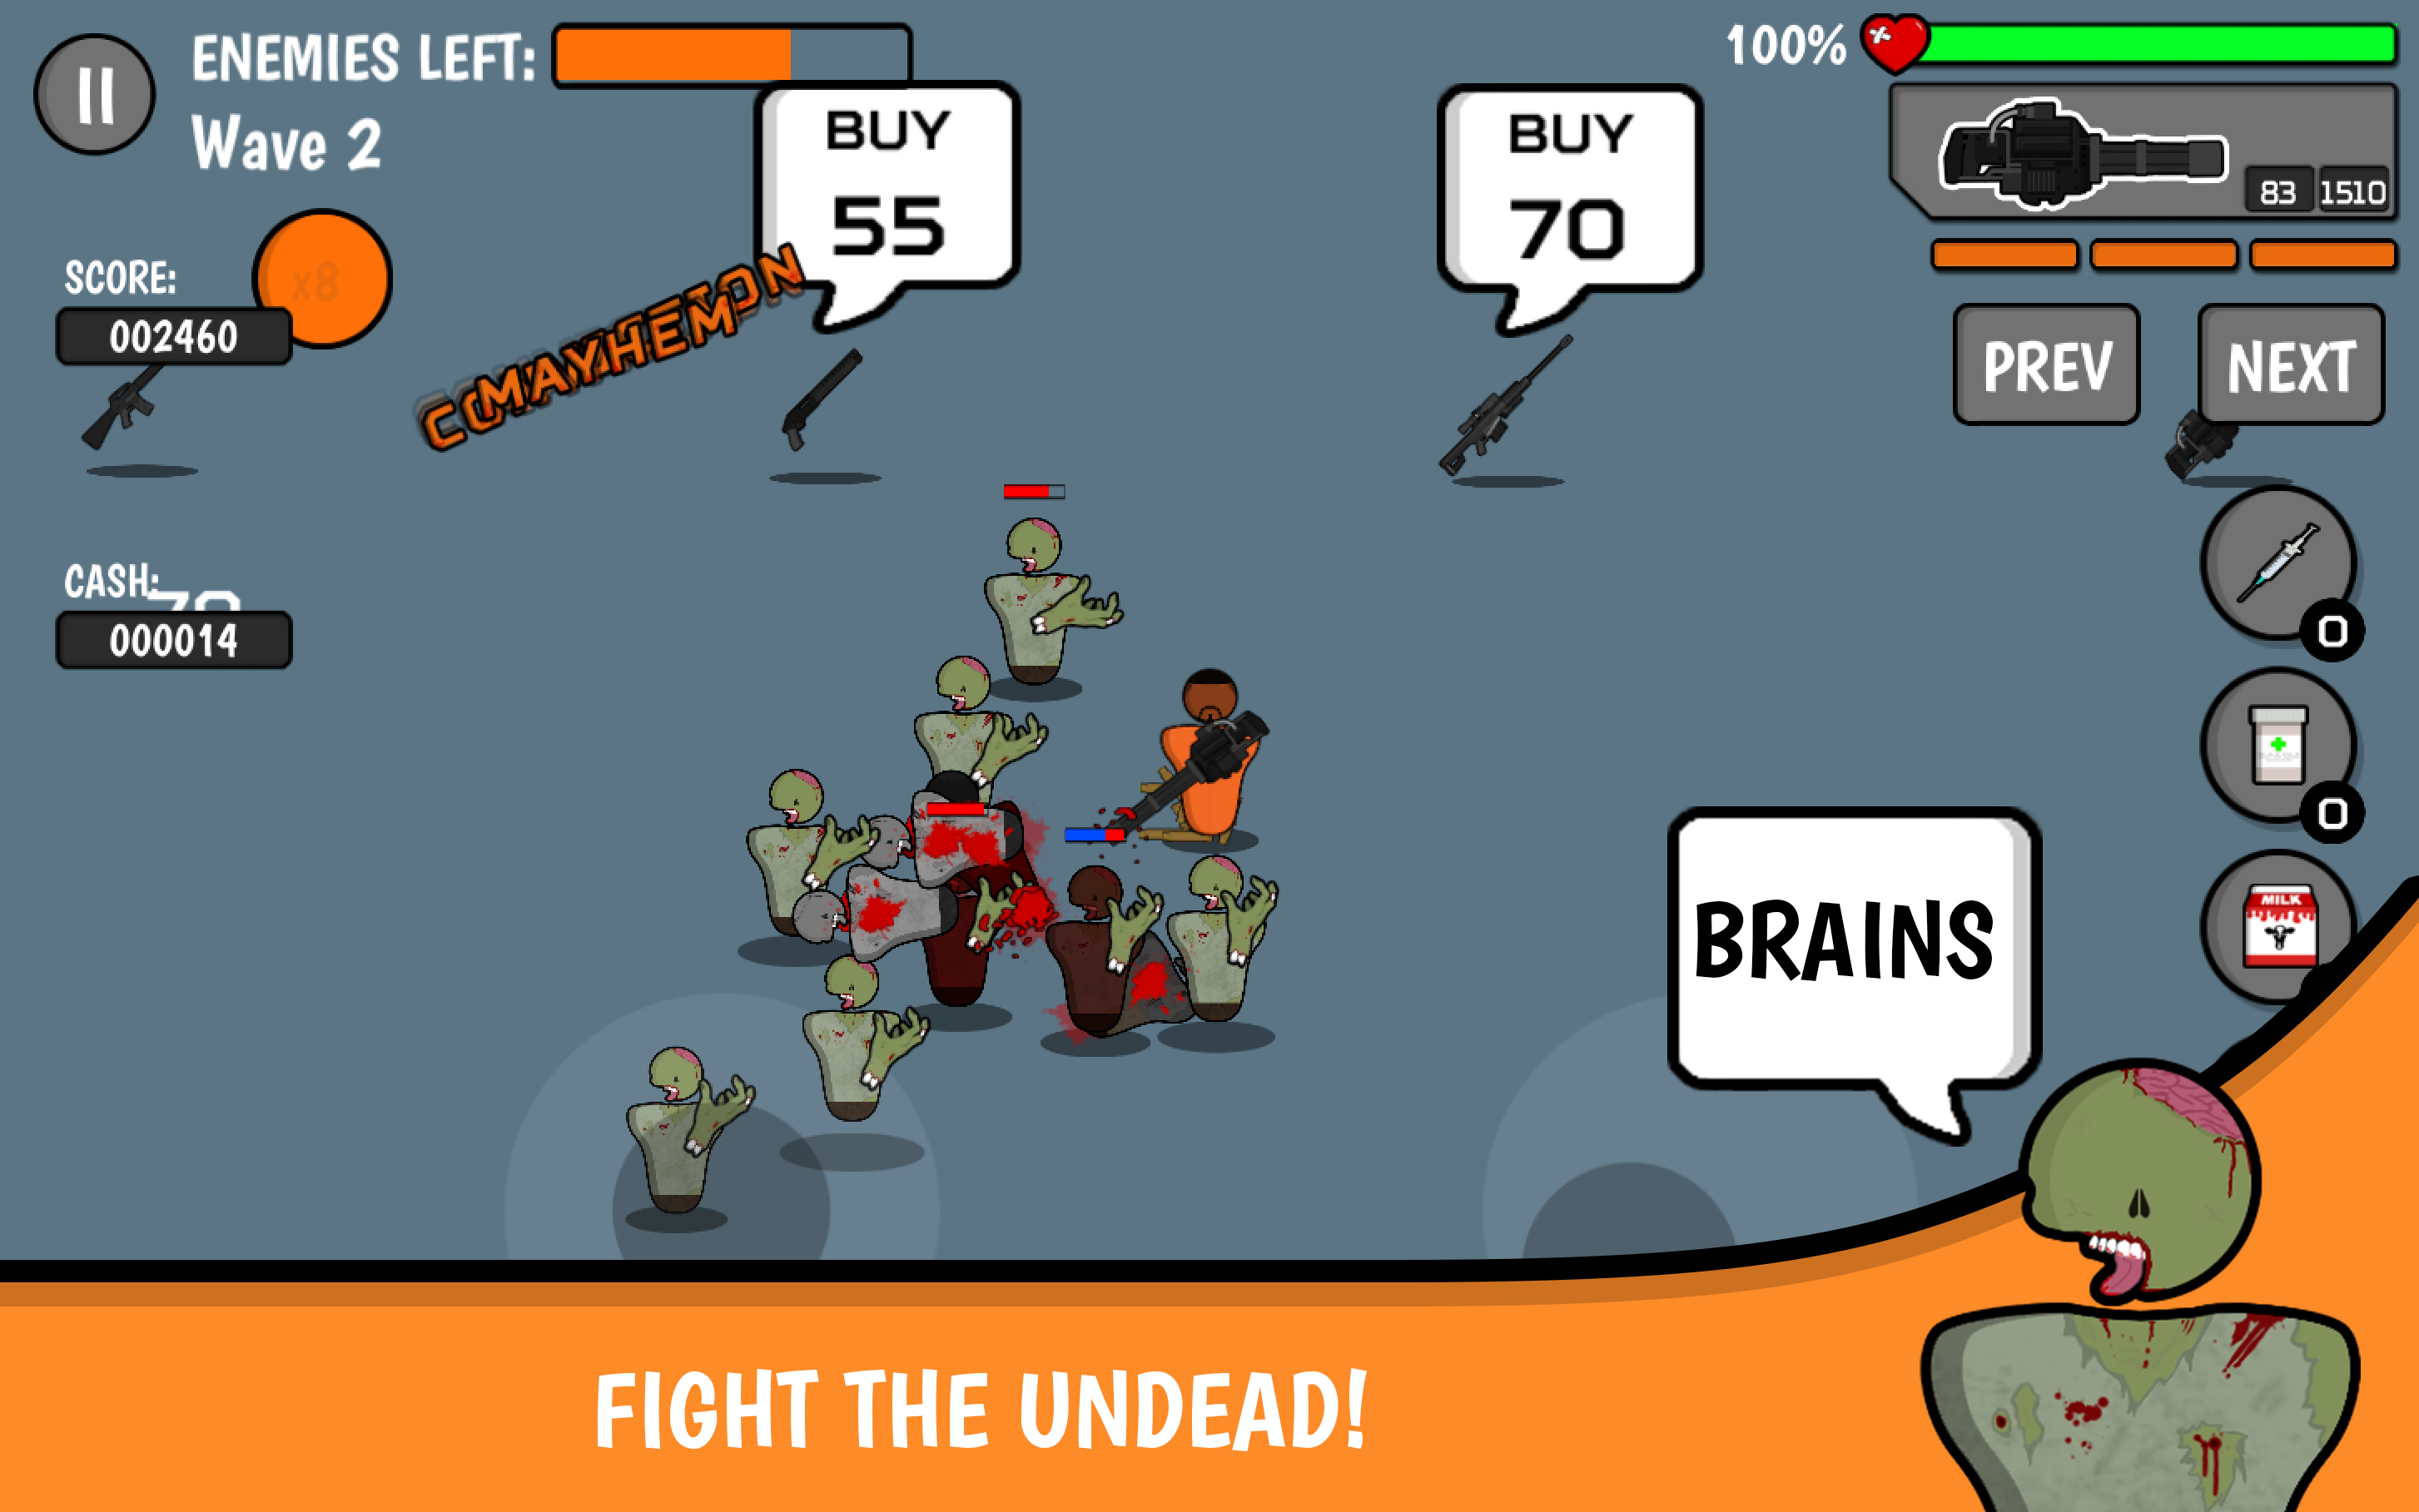 ENEMIES LEFT:
Wave 2
100%
BUY
55
BUY
70
83 1510
SCORE:
x8
002460
MAYHEM
PREV
NEXT
CASH:
000014
0
0
MILK
BRAINS
FIGHT THE UNDEAD!